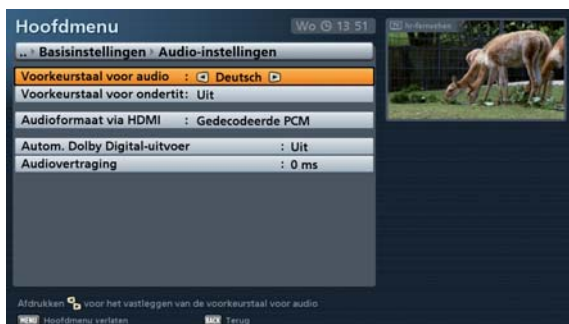 Hoofdmenu
Wo 13 51
hr-fernsehen
.. Basisinstellingen Audio-instellingen
Voorkeurstaal voor audio : Deutsch
Voorkeurstaal voor ondertit: Uit
Audioformaat via HDMI : Gedecodeerde PCM
Autom. Dolby Digital-uitvoer : Uit
Audiovertraging : 0 ms
Afdrukken voor het vastleggen van de voorkeurstaal voor audio
MENU Hoofdmenu verlaten
BACK Terug